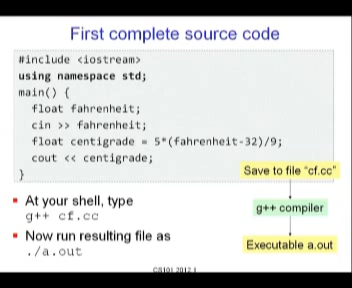 First complete source code
#include <iostream>
using namespace std;
main() {
float fahrenheit;
cin >> fahrenheit;
float centigrade = 5*(fahrenheit-32)/9;
cout << centigrade;
}
Save to file "cf.cc"
At your shell, type
g++ cf.cc
g++ compiler
Now run resulting file as
./a.out
Executable a.out
CS101 2012.1